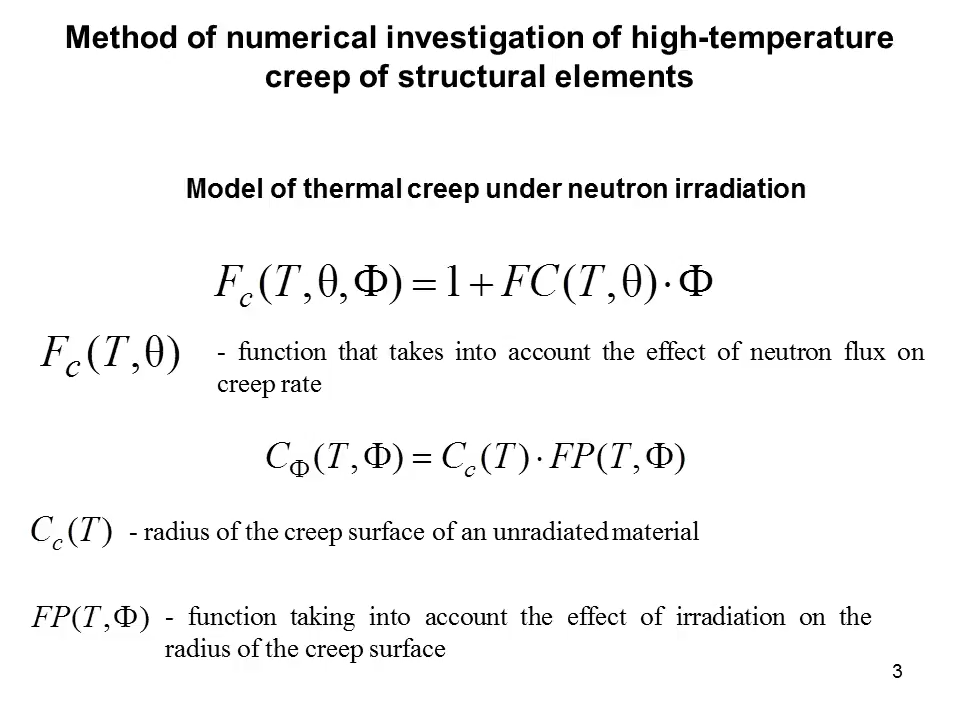 Method of numerical investigation of high-temperature
creep of structural elements
Model of thermal creep under neutron irradiation
F_c(T,θ,Φ) = 1 + FC(T,θ)·Φ
F_c(T,θ) - function that takes into account the effect of neutron flux on
creep rate
C_Φ(T,Φ) = C_c(T)·FP(T,Φ)
C_c(T) - radius of the creep surface of an unradiated material
FP(T,Φ) - function taking into account the effect of irradiation on the
radius of the creep surface
3